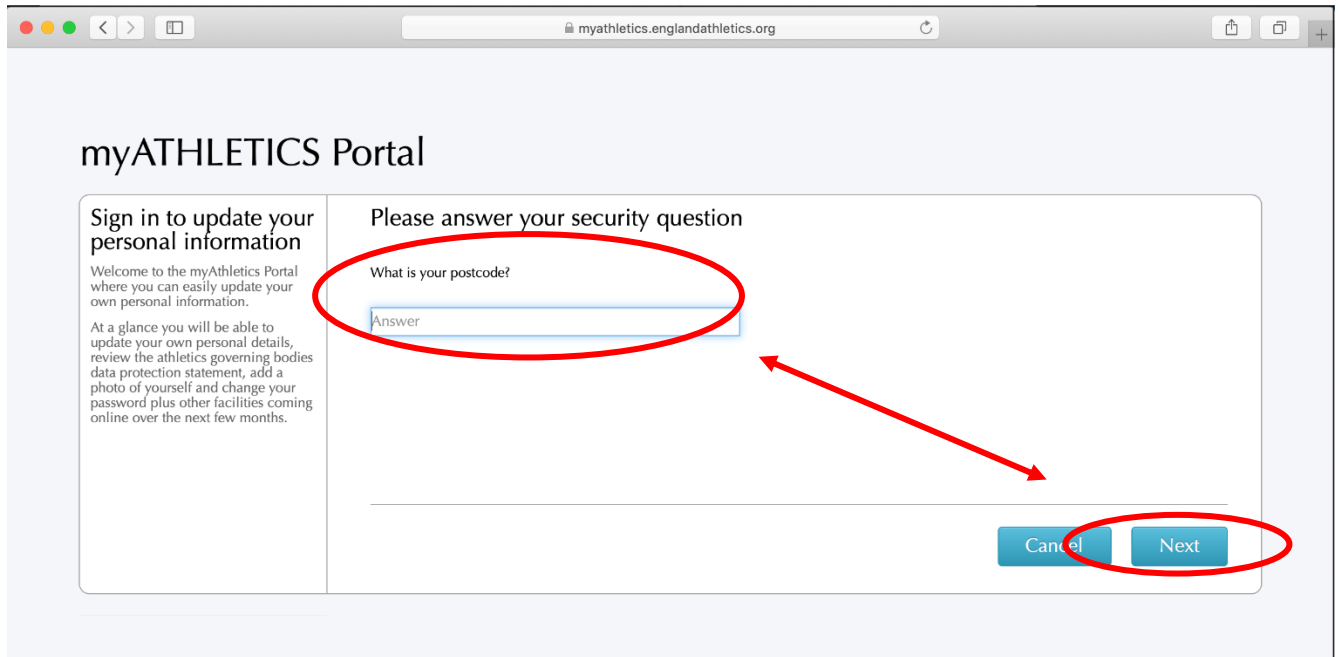 myathletics.englandathletics.org
myATHLETICS Portal
Sign in to update your
personal information
Welcome to the myAthletics Portal
where you can easily update your
own personal information.
At a glance you will be able to
update your own personal details,
review the athletics governing bodies
data protection statement, add a
photo of yourself and change your
password plus other facilities coming
online over the next few months.
Please answer your security question
What is your postcode?
Answer
Cancel
Next